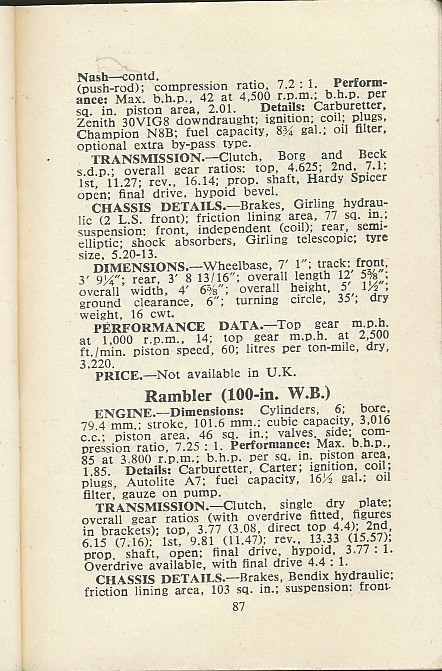 Nash—contd.
(push-rod); compression ratio, 7.2 : 1. Perform-
ance: Max. b.h.p., 42 at 4,500 r.p.m.; b.h.p. per
sq. in. piston area, 2.01. Details: Carburetter,
Zenith 30VIG8 downdraught; ignition; coil; plugs,
Champion N8B; fuel capacity, 8¾ gal.; oil filter,
optional extra by-pass type.
TRANSMISSION.—Clutch, Borg and Beck
s.d.p.; overall gear ratios: top, 4.625; 2nd, 7.1;
1st, 11.27; rev., 16.14; prop. shaft, Hardy Spicer
open; final drive, hypoid bevel.
CHASSIS DETAILS.—Brakes, Girling hydrau-
lic (2 L.S. front); friction lining area, 77 sq. in.;
suspension: front, independent (coil); rear, semi-
elliptic; shock absorbers, Girling telescopic; tyre
size, 5.20-13.
DIMENSIONS.—Wheelbase, 7' 1"; track: front,
3' 9¼"; rear, 3' 8 13/16"; overall length 12' 5⅜";
overall width, 4' 6⅝"; overall height, 5' 1½";
ground clearance, 6"; turning circle, 35'; dry
weight, 16 cwt.
PERFORMANCE DATA.—Top gear m.p.h.
at 1,000 r.p.m., 14; top gear m.p.h. at 2,500
ft./min. piston speed, 60; litres per ton-mile, dry,
3,220.
PRICE.—Not available in U.K.
Rambler (100-in. W.B.)
ENGINE.—Dimensions: Cylinders, 6; bore,
79.4 mm.; stroke, 101.6 mm.; cubic capacity, 3,016
c.c.; piston area, 46 sq. in.; valves, side; com-
pression ratio, 7.25 : 1. Performance: Max. b.h.p.,
85 at 3.800 r.p.m.; b.h.p. per sq. in. piston area,
1.85. Details: Carburetter, Carter; ignition, coil;
plugs, Autolite A7; fuel capacity, 16½ gal.; oil
filter, gauze on pump.
TRANSMISSION.—Clutch, single dry plate;
overall gear ratios (with overdrive fitted, figures
in brackets); top, 3.77 (3.08, direct top 4.4); 2nd,
6.15 (7.16); 1st, 9.81 (11.47); rev., 13.33 (15.57);
prop. shaft, open; final drive, hypoid, 3.77 : 1.
Overdrive available, with final drive 4.4 : 1.
CHASSIS DETAILS.—Brakes, Bendix hydraulic;
friction lining area, 103 sq. in.; suspension: front.
87